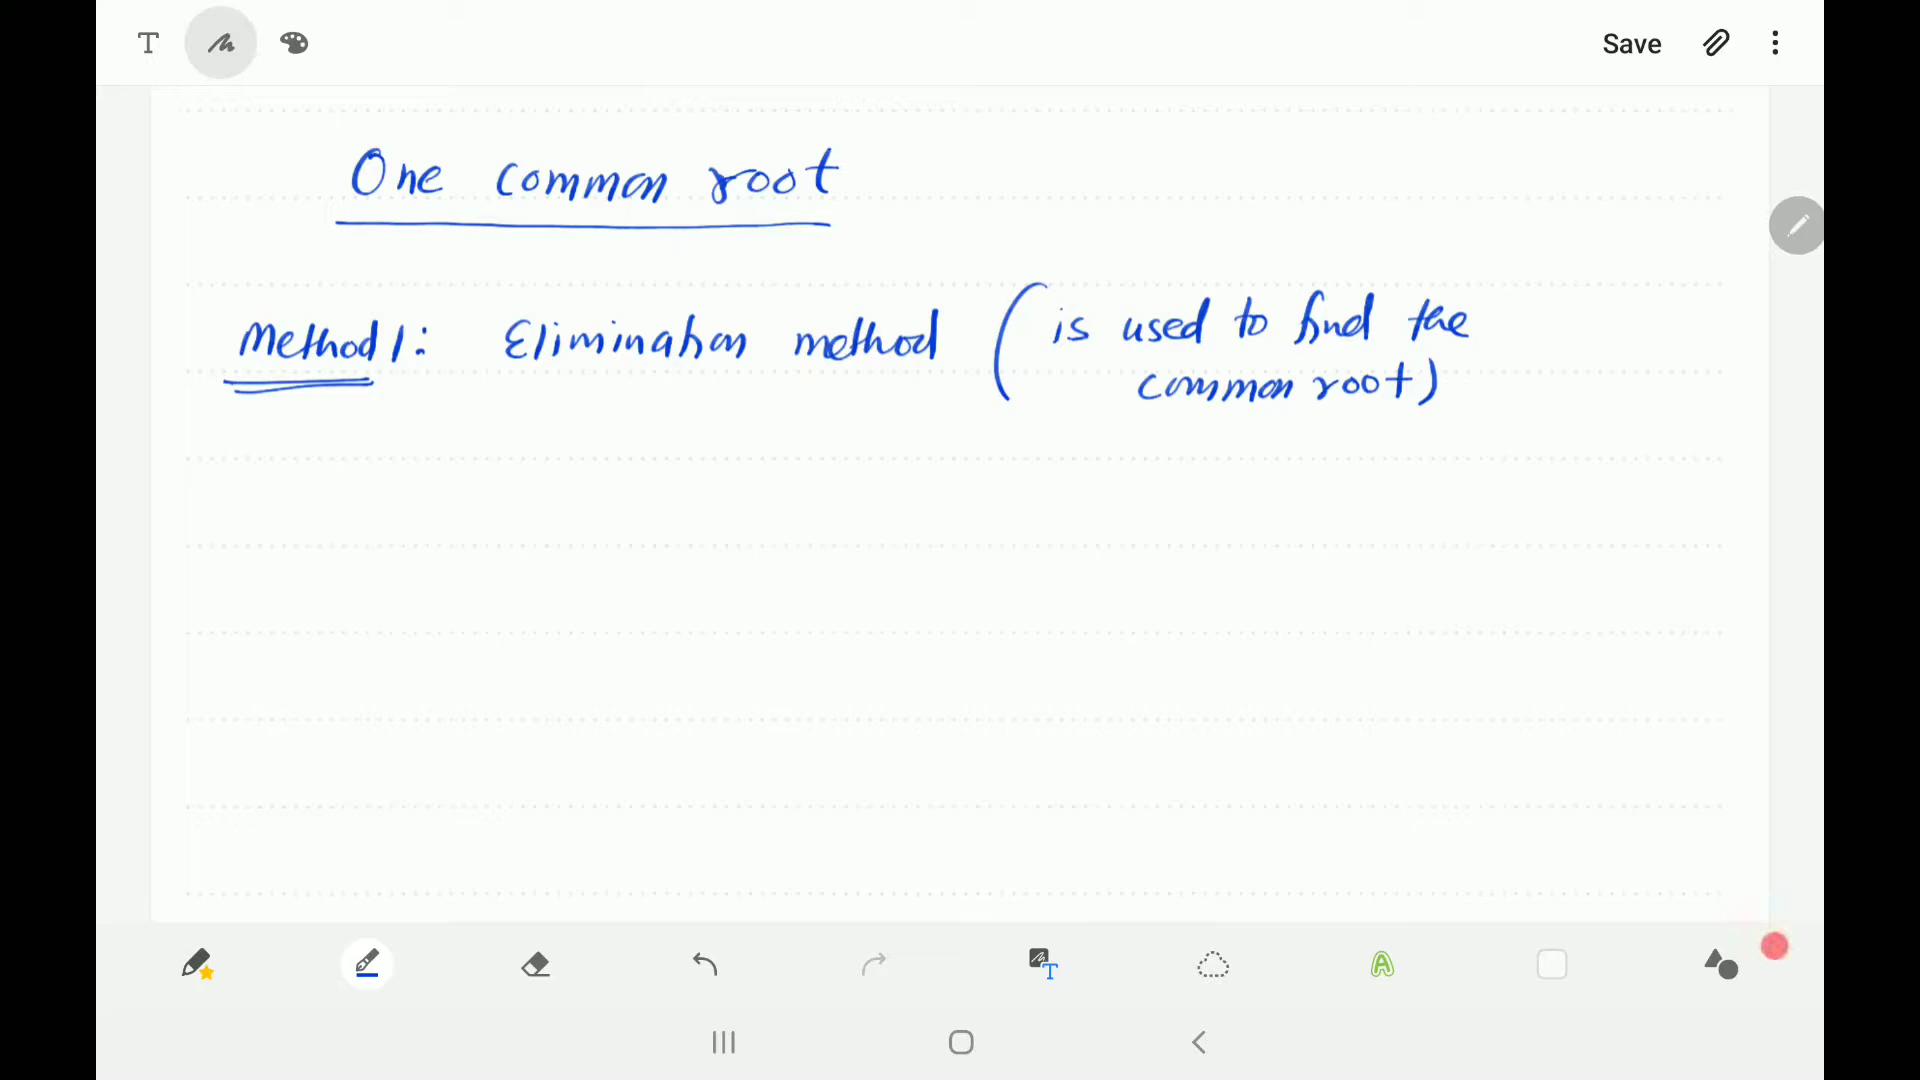 T
Save
One common root
Method 1: Elimination method (is used to find the
common root)
T
A